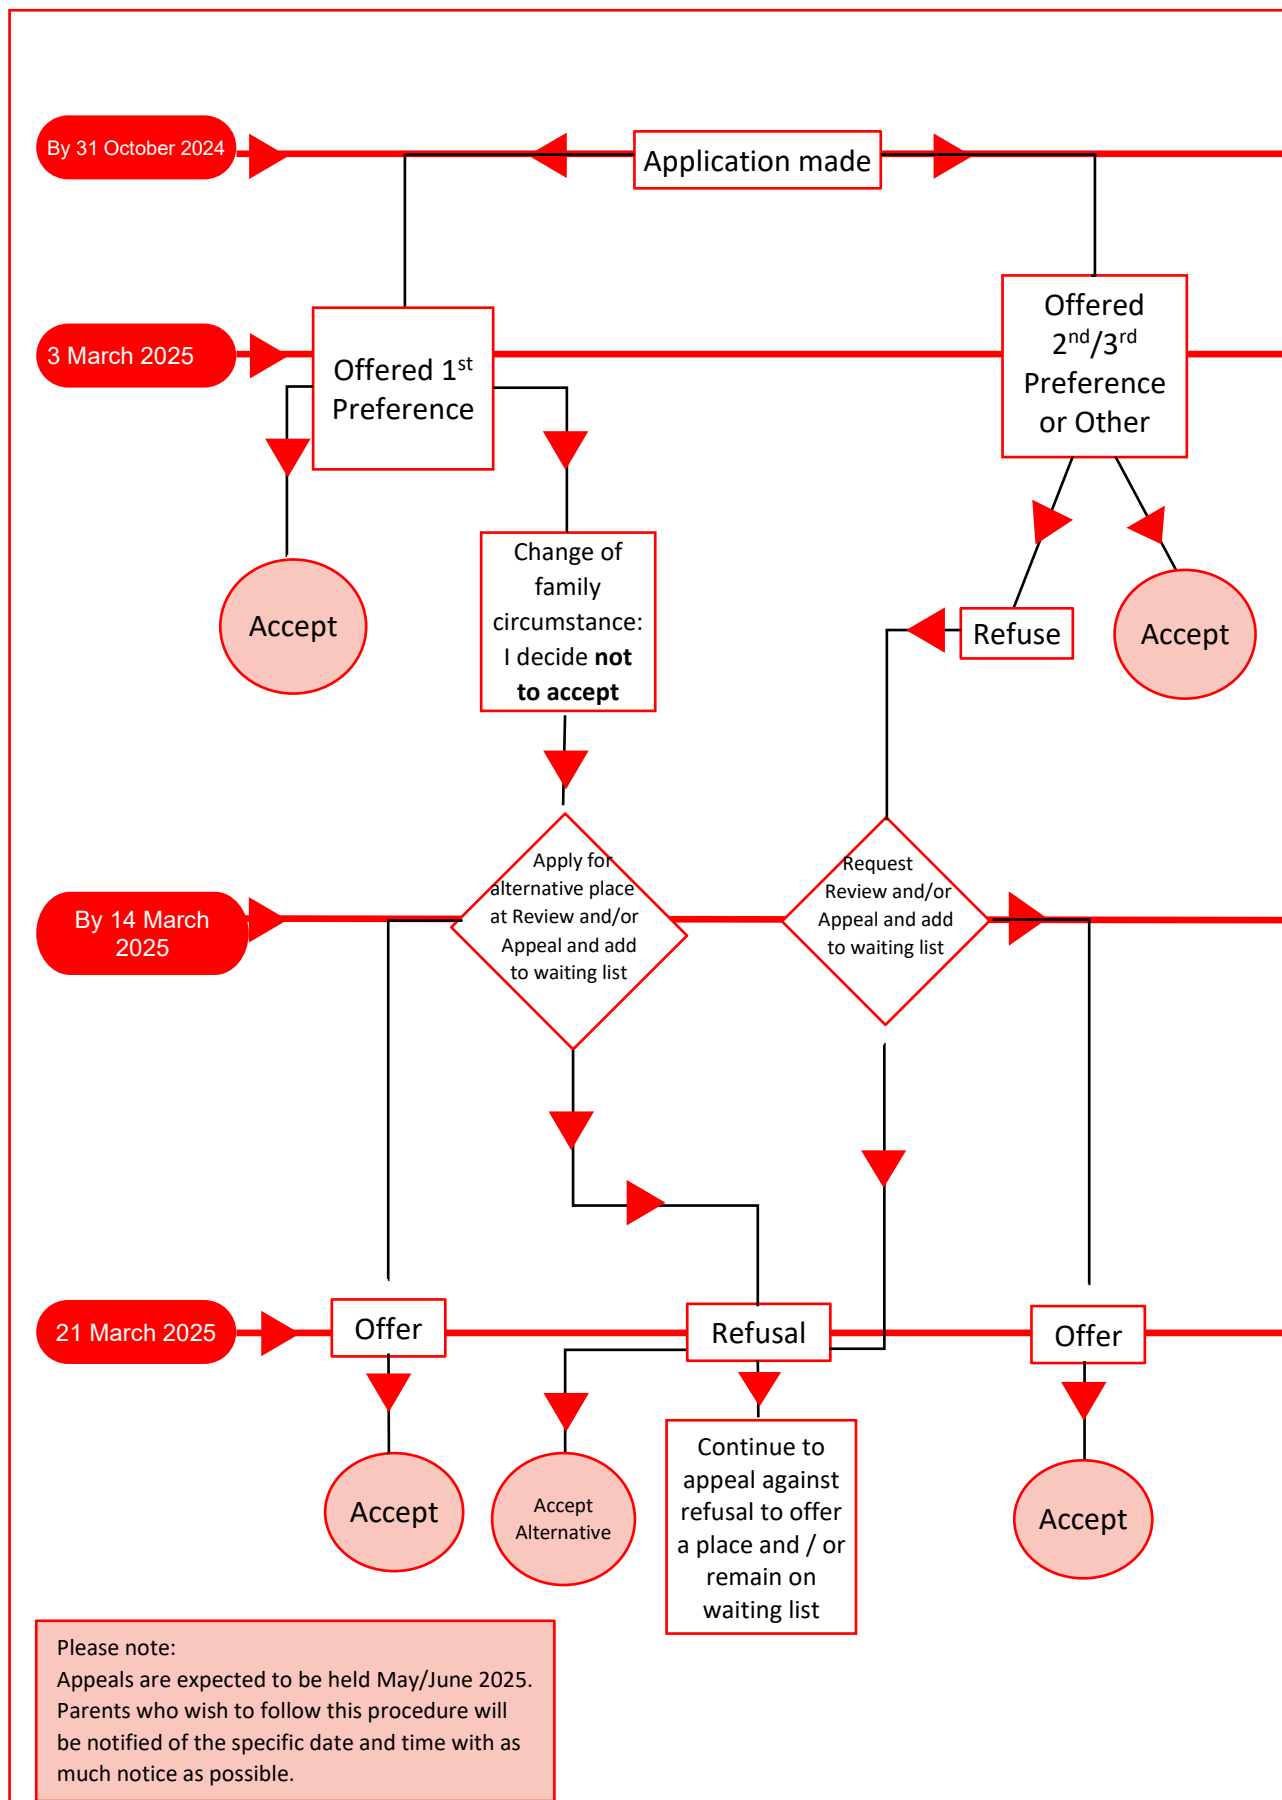 By 31 October 2024
Application made
3 March 2025
Offered 1st
Preference
Offered
2nd/3rd
Preference
or Other
Accept
Change of
family
circumstance:
I decide not
to accept
Refuse
Accept
By 14 March
2025
Apply for
alternative place
at Review and/or
Appeal and add
to waiting list
Request
Review and/or
Appeal and add
to waiting list
21 March 2025
Offer
Refusal
Offer
Accept
Accept
Alternative
Continue to
appeal against
refusal to offer
a place and / or
remain on
waiting list
Accept
Please note:
Appeals are expected to be held May/June 2025.
Parents who wish to follow this procedure will
be notified of the specific date and time with as
much notice as possible.